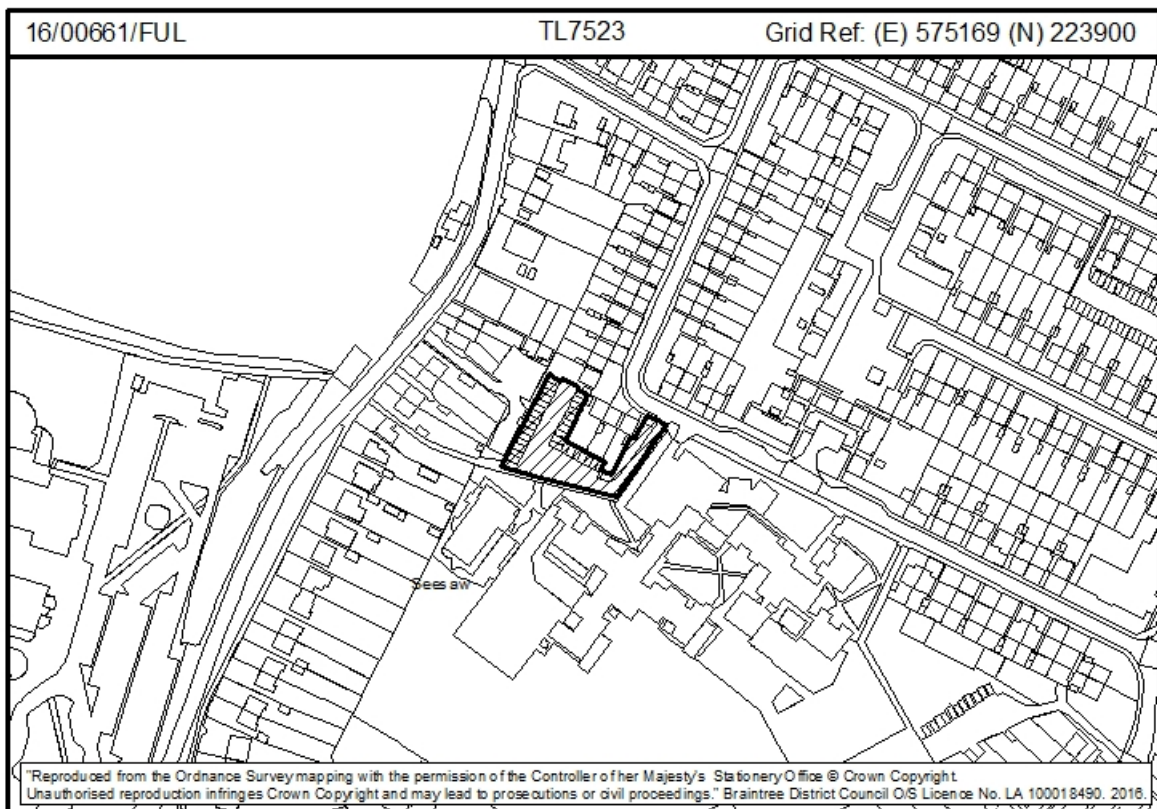 16/00661/FUL TL7523 Grid Ref: (E) 575169 (N) 223900
Seesaw
"Reproduced from the Ordnance Survey mapping with the permission of the Controller of her Majesty's Stationery Office © Crown Copyright.
Unauthorised reproduction infringes Crown Copyright and may lead to prosecutions or civil proceedings." Braintree District Council O/S Licence No. LA 100018490. 2016.